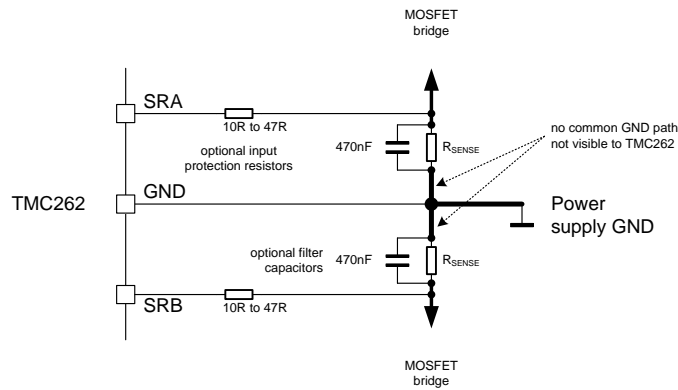 MOSFET
bridge
SRA
10R to 47R
optional input
protection resistors
470nF
RSENSE
no common GND path
not visible to TMC262
TMC262
GND
Power
supply GND
optional filter
capacitors
470nF
RSENSE
SRB
10R to 47R
MOSFET
bridge